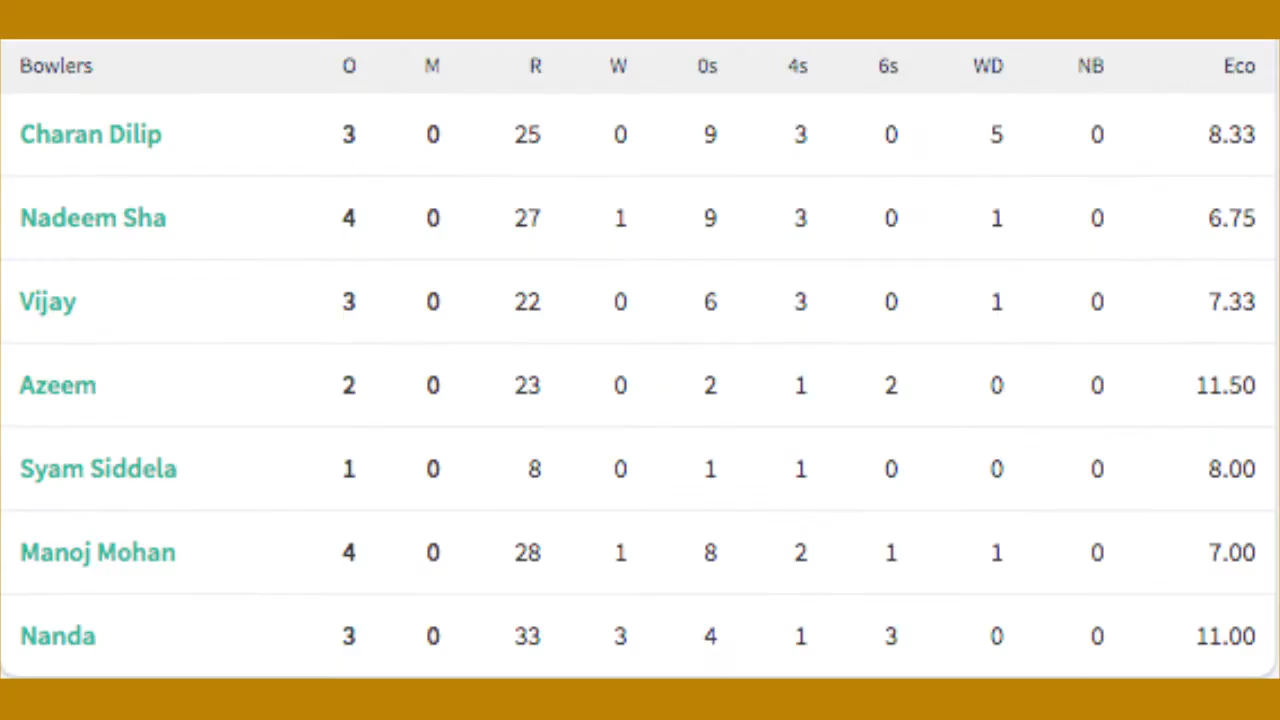 Bowlers O M R W 0s 4s 6s WD NB Eco
Charan Dilip 3 0 25 0 9 3 0 5 0 8.33
Nadeem Sha 4 0 27 1 9 3 0 1 0 6.75
Vijay 3 0 22 0 6 3 0 1 0 7.33
Azeem 2 0 23 0 2 1 2 0 0 11.50
Syam Siddela 1 0 8 0 1 1 0 0 0 8.00
Manoj Mohan 4 0 28 1 8 2 1 1 0 7.00
Nanda 3 0 33 3 4 1 3 0 0 11.00